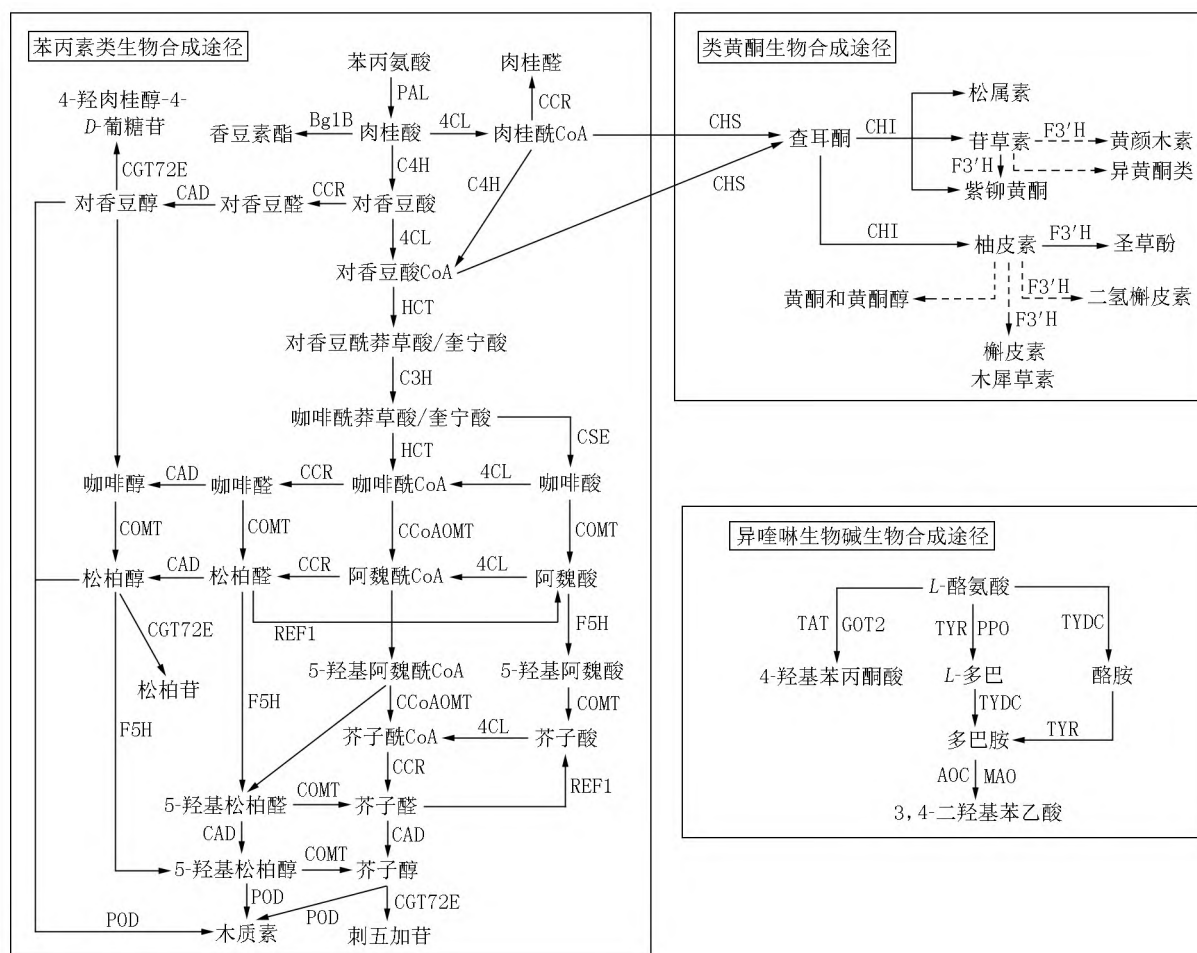 苯丙素类生物合成途径
苯丙氨酸
肉桂醛
4-羟肉桂醇-4-
D-葡糖苷
PAL
CCR
香豆素酯
Bg1B
肉桂酸
4CL
肉桂酰CoA
CHS
CGT72E
C4H
C4H
CHS
对香豆醇
CAD
对香豆醛
CCR
对香豆酸
4CL
对香豆酸CoA
HCT
对香豆酰莽草酸/奎宁酸
C3H
咖啡酰莽草酸/奎宁酸
CSE
HCT
咖啡醇
CAD
咖啡醛
CCR
咖啡酰CoA
4CL
咖啡酸
COMT
COMT
CCoAOMT
COMT
松柏醇
CAD
松柏醛
CCR
阿魏酰CoA
4CL
阿魏酸
CGT72E
REF1
F5H
松柏苷
5-羟基阿魏酰CoA
5-羟基阿魏酸
F5H
F5H
CCoAOMT
COMT
芥子酰CoA
4CL
芥子酸
CCR
REF1
5-羟基松柏醛
COMT
芥子醛
CAD
CAD
5-羟基松柏醇
COMT
芥子醇
POD
POD
POD
CGT72E
木质素
刺五加苷
类黄酮生物合成途径
松属素
查耳酮
CHI
苷草素
F3′H
黄颜木素
F3′H
异黄酮类
紫铆黄酮
CHI
柚皮素
F3′H
圣草酚
黄酮和黄酮醇
F3′H
二氢槲皮素
F3′H
槲皮素
木犀草素
异喹啉生物碱生物合成途径
L-酪氨酸
TAT
GOT2
TYR
PPO
TYDC
4-羟基苯丙酮酸
L-多巴
酪胺
TYDC
多巴胺
TYR
AOC
MAO
3,4-二羟基苯乙酸